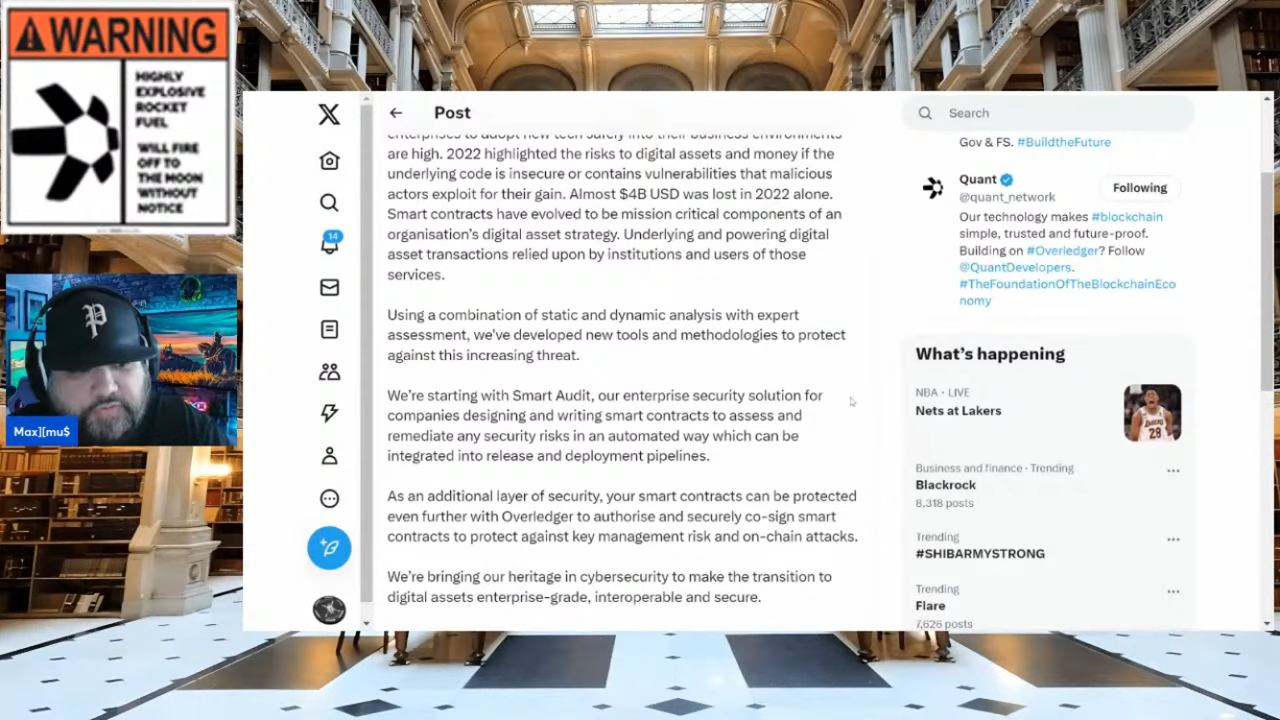 WARNING
HIGHLY
EXPLOSIVE
ROCKET
FUEL
WILL FIRE
OFF TO
THE MOON
WITHOUT
NOTICE
P
Max][mu$
X
14
Post
enterprises to adopt new tech safely into their business environments
are high. 2022 highlighted the risks to digital assets and money if the
underlying code is insecure or contains vulnerabilities that malicious
actors exploit for their gain. Almost $4B USD was lost in 2022 alone.
Smart contracts have evolved to be mission critical components of an
organisation's digital asset strategy. Underlying and powering digital
asset transactions relied upon by institutions and users of those
services.
Using a combination of static and dynamic analysis with expert
assessment, we've developed new tools and methodologies to protect
against this increasing threat.
We're starting with Smart Audit, our enterprise security solution for
companies designing and writing smart contracts to assess and
remediate any security risks in an automated way which can be
integrated into release and deployment pipelines.
As an additional layer of security, your smart contracts can be protected
even further with Overledger to authorise and securely co-sign smart
contracts to protect against key management risk and on-chain attacks.
We're bringing our heritage in cybersecurity to make the transition to
digital assets enterprise-grade, interoperable and secure.
Search
Gov & FS. #BuildtheFuture
Quant
@quant_network
Following
Our technology makes #blockchain
simple, trusted and future-proof.
Building on #Overledger? Follow
@QuantDevelopers.
#TheFoundationOfTheBlockchainEco
nomy
What's happening
NBA · LIVE
Nets at Lakers
28
Business and finance · Trending
Blackrock
8,318 posts
Trending
#SHIBARMYSTRONG
Trending
Flare
7,626 posts